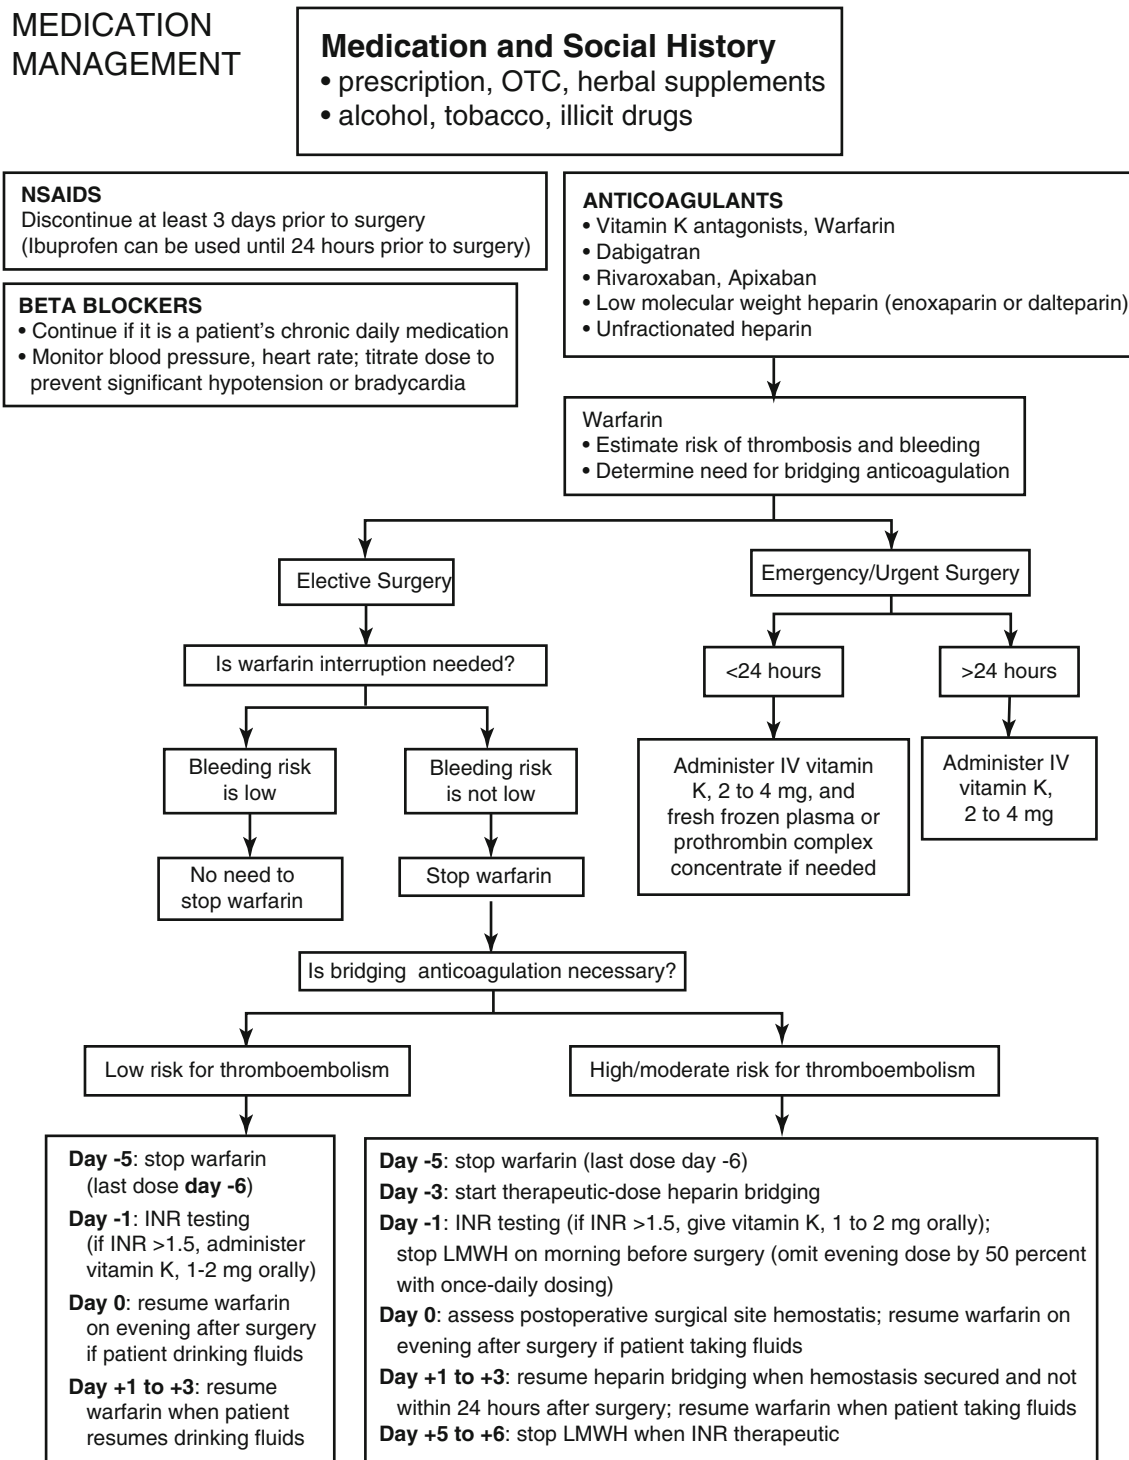 MEDICATION
MANAGEMENT
Medication and Social History
• prescription, OTC, herbal supplements
• alcohol, tobacco, illicit drugs
NSAIDS
Discontinue at least 3 days prior to surgery
(Ibuprofen can be used until 24 hours prior to surgery)
BETA BLOCKERS
• Continue if it is a patient's chronic daily medication
• Monitor blood pressure, heart rate; titrate dose to
prevent significant hypotension or bradycardia
ANTICOAGULANTS
• Vitamin K antagonists, Warfarin
• Dabigatran
• Rivaroxaban, Apixaban
• Low molecular weight heparin (enoxaparin or dalteparin)
• Unfractionated heparin
Warfarin
• Estimate risk of thrombosis and bleeding
• Determine need for bridging anticoagulation
Elective Surgery
Emergency/Urgent Surgery
Is warfarin interruption needed?
<24 hours
>24 hours
Bleeding risk
is low
Bleeding risk
is not low
Administer IV vitamin
K, 2 to 4 mg, and
fresh frozen plasma or
prothrombin complex
concentrate if needed
Administer IV
vitamin K,
2 to 4 mg
No need to
stop warfarin
Stop warfarin
Is bridging anticoagulation necessary?
Low risk for thromboembolism
High/moderate risk for thromboembolism
Day -5: stop warfarin
(last dose day -6)
Day -1: INR testing
(if INR >1.5, administer
vitamin K, 1-2 mg orally)
Day 0: resume warfarin
on evening after surgery
if patient drinking fluids
Day +1 to +3: resume
warfarin when patient
resumes drinking fluids
Day -5: stop warfarin (last dose day -6)
Day -3: start therapeutic-dose heparin bridging
Day -1: INR testing (if INR >1.5, give vitamin K, 1 to 2 mg orally);
stop LMWH on morning before surgery (omit evening dose by 50 percent
with once-daily dosing)
Day 0: assess postoperative surgical site hemostatis; resume warfarin on
evening after surgery if patient taking fluids
Day +1 to +3: resume heparin bridging when hemostasis secured and not
within 24 hours after surgery; resume warfarin when patient taking fluids
Day +5 to +6: stop LMWH when INR therapeutic